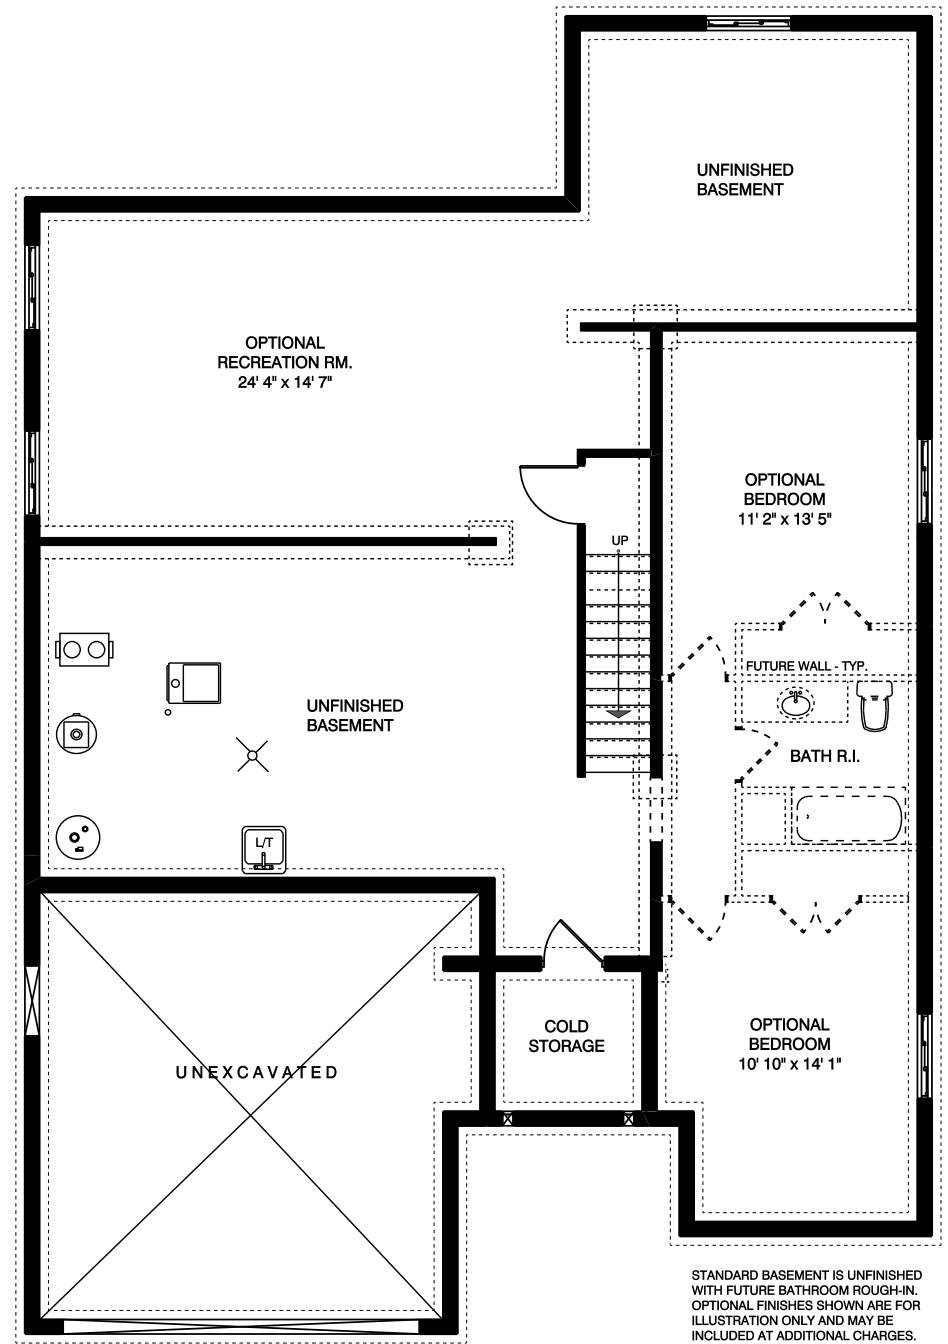 UNFINISHED
BASEMENT
OPTIONAL
RECREATION RM.
24' 4" x 14' 7"
OPTIONAL
BEDROOM
11' 2" x 13' 5"
UP
FUTURE WALL - TYP.
UNFINISHED
BASEMENT
BATH R.I.
L/T
COLD
STORAGE
OPTIONAL
BEDROOM
10' 10" x 14' 1"
UNEXCAVATED
STANDARD BASEMENT IS UNFINISHED
WITH FUTURE BATHROOM ROUGH-IN.
OPTIONAL FINISHES SHOWN ARE FOR
ILLUSTRATION ONLY AND MAY BE
INCLUDED AT ADDITIONAL CHARGES.